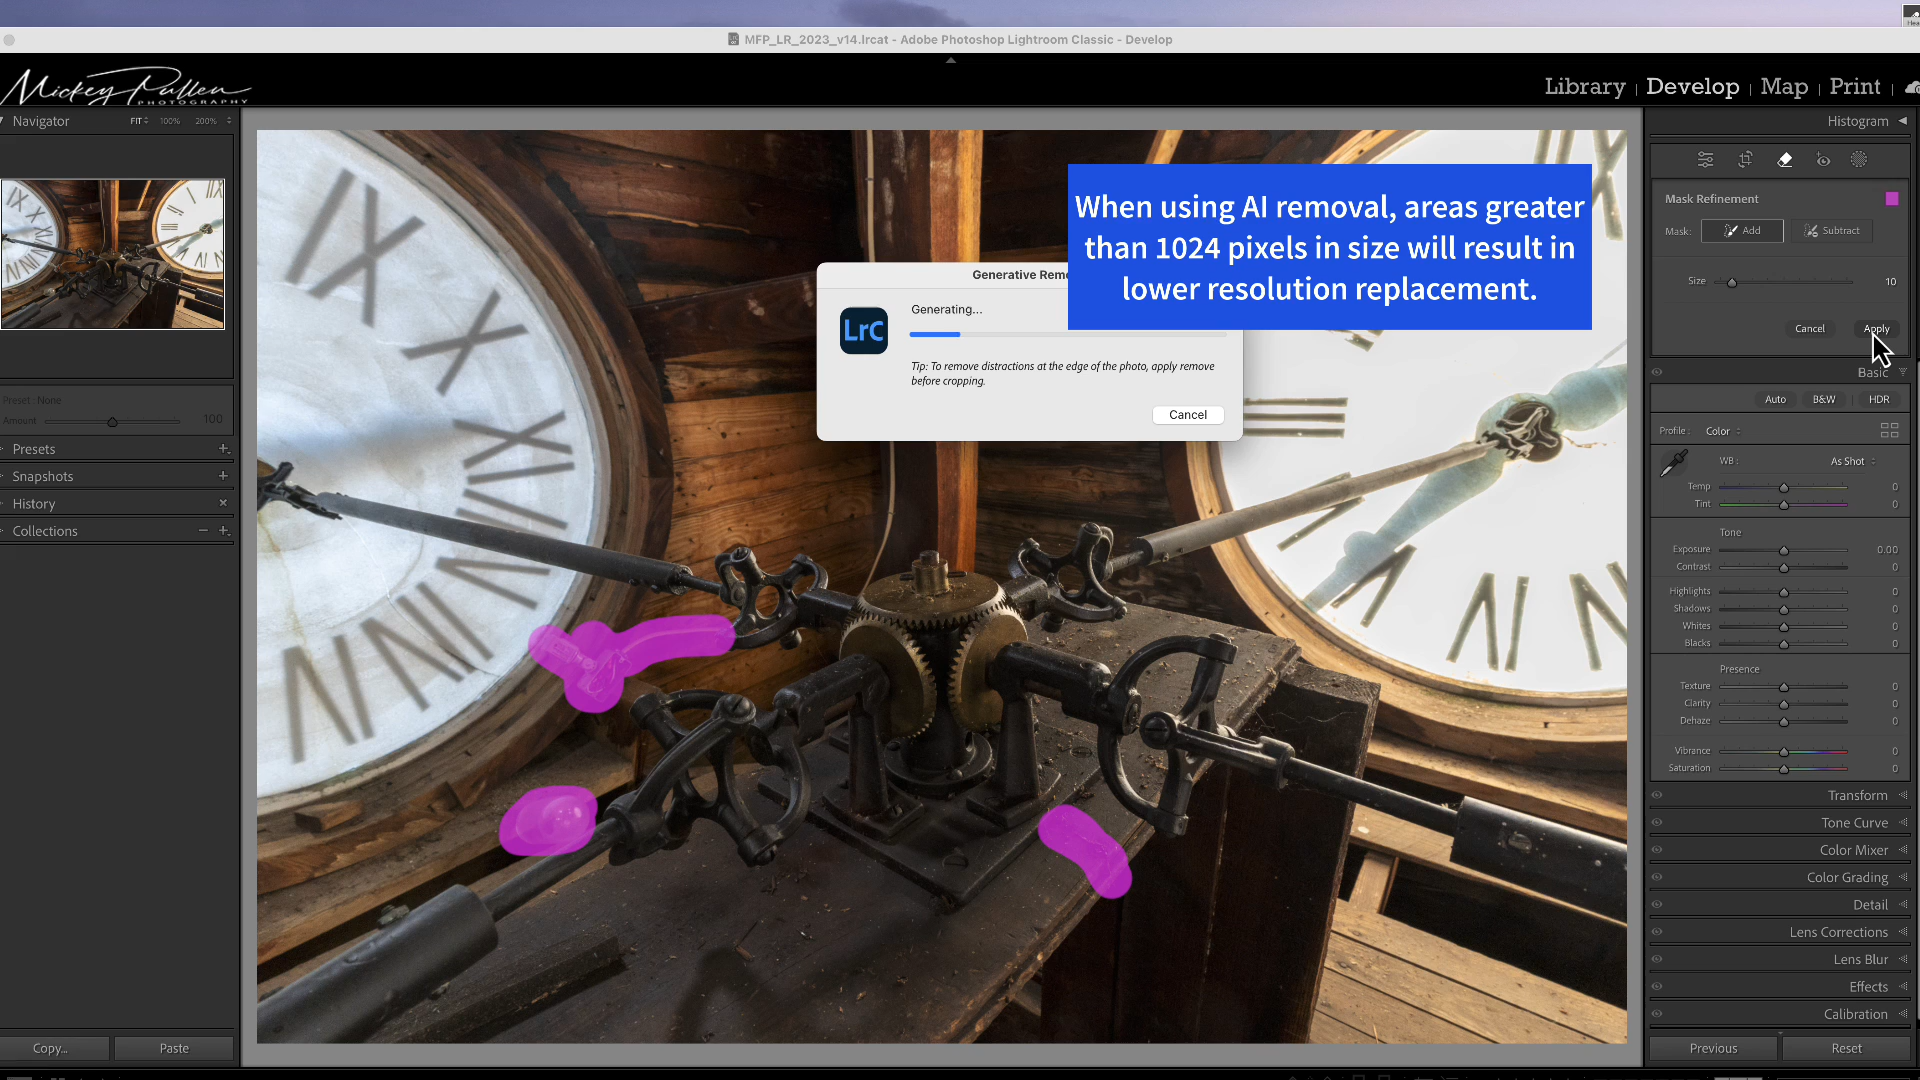 MFP_LR_2023_v14.lrcat - Adobe Photoshop Lightroom Classic - Develop
Mickey Pullen
PHOTOGRAPHY
Library | Develop | Map | Print |
Navigator FIT 100% 200%
Histogram
Mask Refinement
Mask: Add Subtract
Size 10
Cancel Apply
When using AI removal, areas greater
than 1024 pixels in size will result in
lower resolution replacement.
Generative Remo
Generating...
LrC
Tip: To remove distractions at the edge of the photo, apply remove
before cropping.
Cancel
Preset: None
Amount 100
Presets
Snapshots
History
Collections
Basic
Auto B&W HDR
Profile: Color
WB: As Shot
Temp 0
Tint 0
Tone
Exposure 0.00
Contrast 0
Highlights 0
Shadows 0
Whites 0
Blacks 0
Presence
Texture 0
Clarity 0
Dehaze 0
Vibrance 0
Saturation 0
Transform
Tone Curve
Color Mixer
Color Grading
Detail
Lens Corrections
Lens Blur
Effects
Calibration
Copy... Paste
Previous Reset